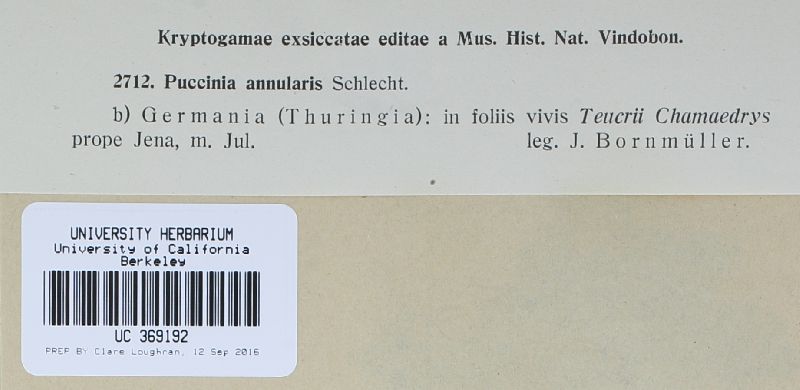 Kryptogamae exsiccatae editae a Mus. Hist. Nat. Vindobon.
2712. Puccinia annularis Schlecht.
b) Germania (Thuringia): in foliis vivis Teucrii Chamaedrys
prope Jena, m. Jul. leg. J. Bornmüller.
UNIVERSITY HERBARIUM
University of California
Berkeley
UC 369192
PREP BY Clare Loughran, 12 Sep 2016